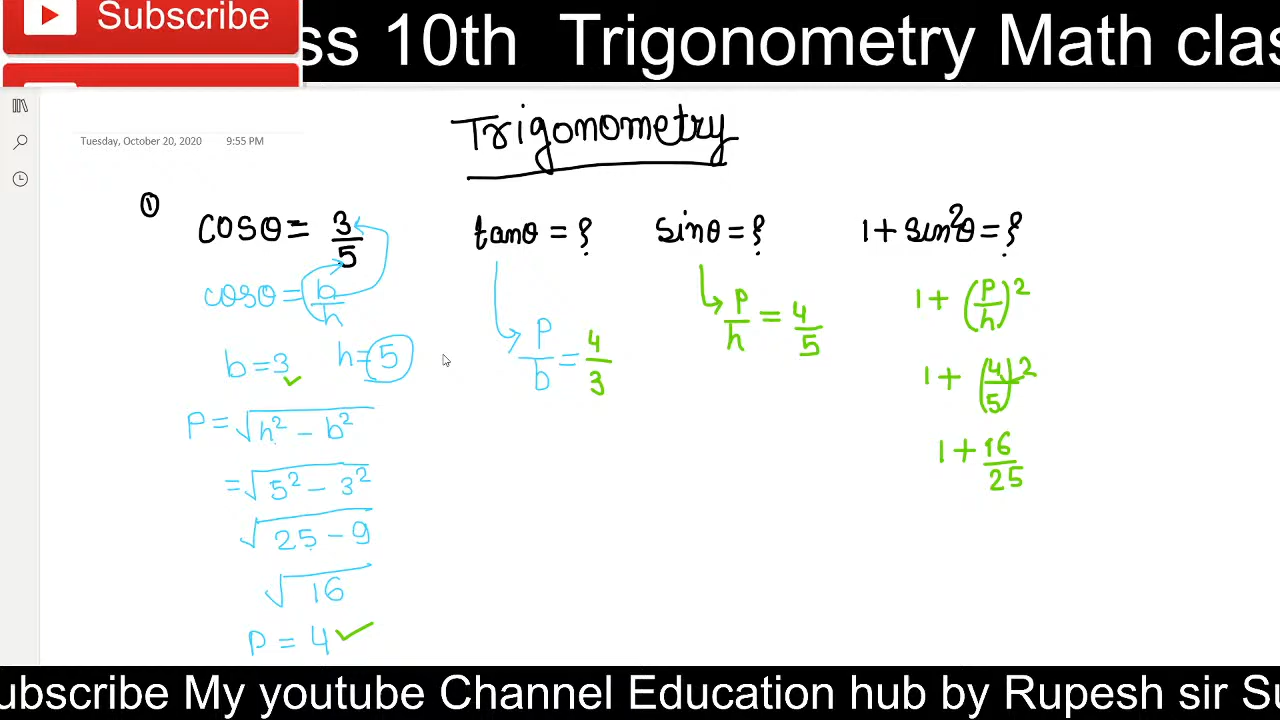 Subscribe
ss 10th Trigonometry Math clas
Trigonometry
Tuesday, October 20, 2020 9:55 PM
① cosθ = 3/5 tanθ = ? sinθ = ? 1 + sin²θ = ?
cosθ = b/h
b = 3 h = 5
P = √h² - b²
= √5² - 3²
√25 - 9
√16
P = 4
P/b = 4/3
P/h = 4/5
1 + (P/h)²
1 + (4/5)²
1 + 16/25
ubscribe My youtube Channel Education hub by Rupesh sir Su